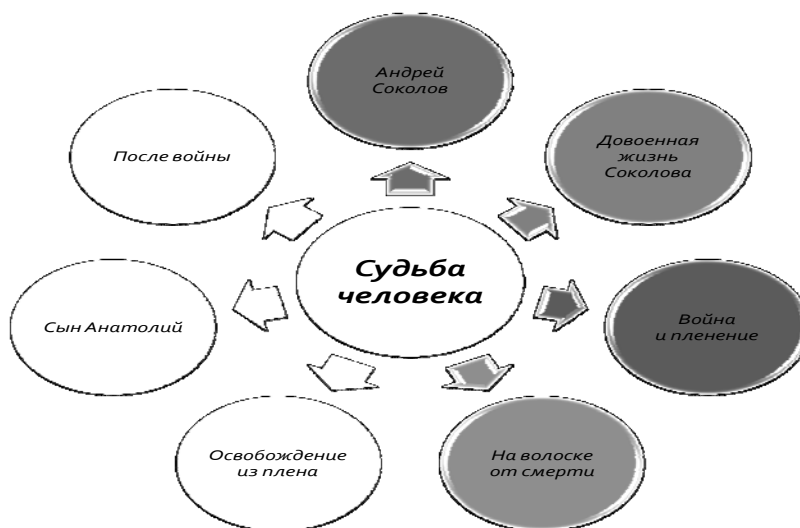 Андрей
Соколов
Довоенная
жизнь
Соколова
Война
и пленение
На волоске
от смерти
Освобождение
из плена
Сын Анатолий
После войны
Судьба
человека